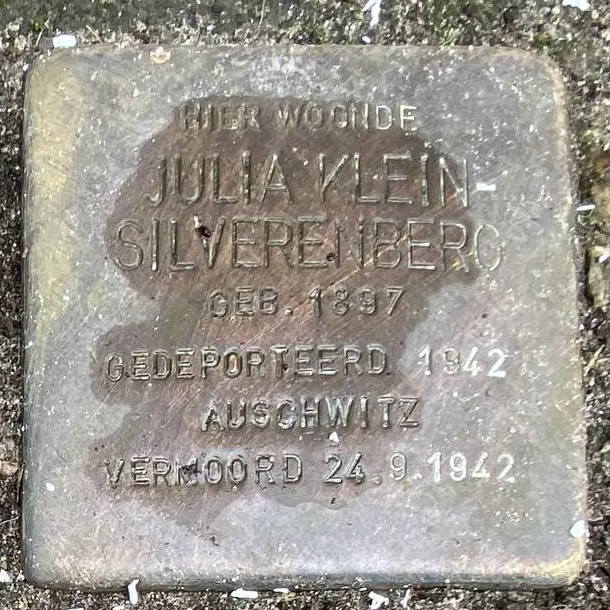 HIER WOONDE
JULIA KLEIN-
SILVERENBERG
GEB. 1897
GEDEPORTEERD 1942
AUSCHWITZ
VERMOORD 24.9.1942